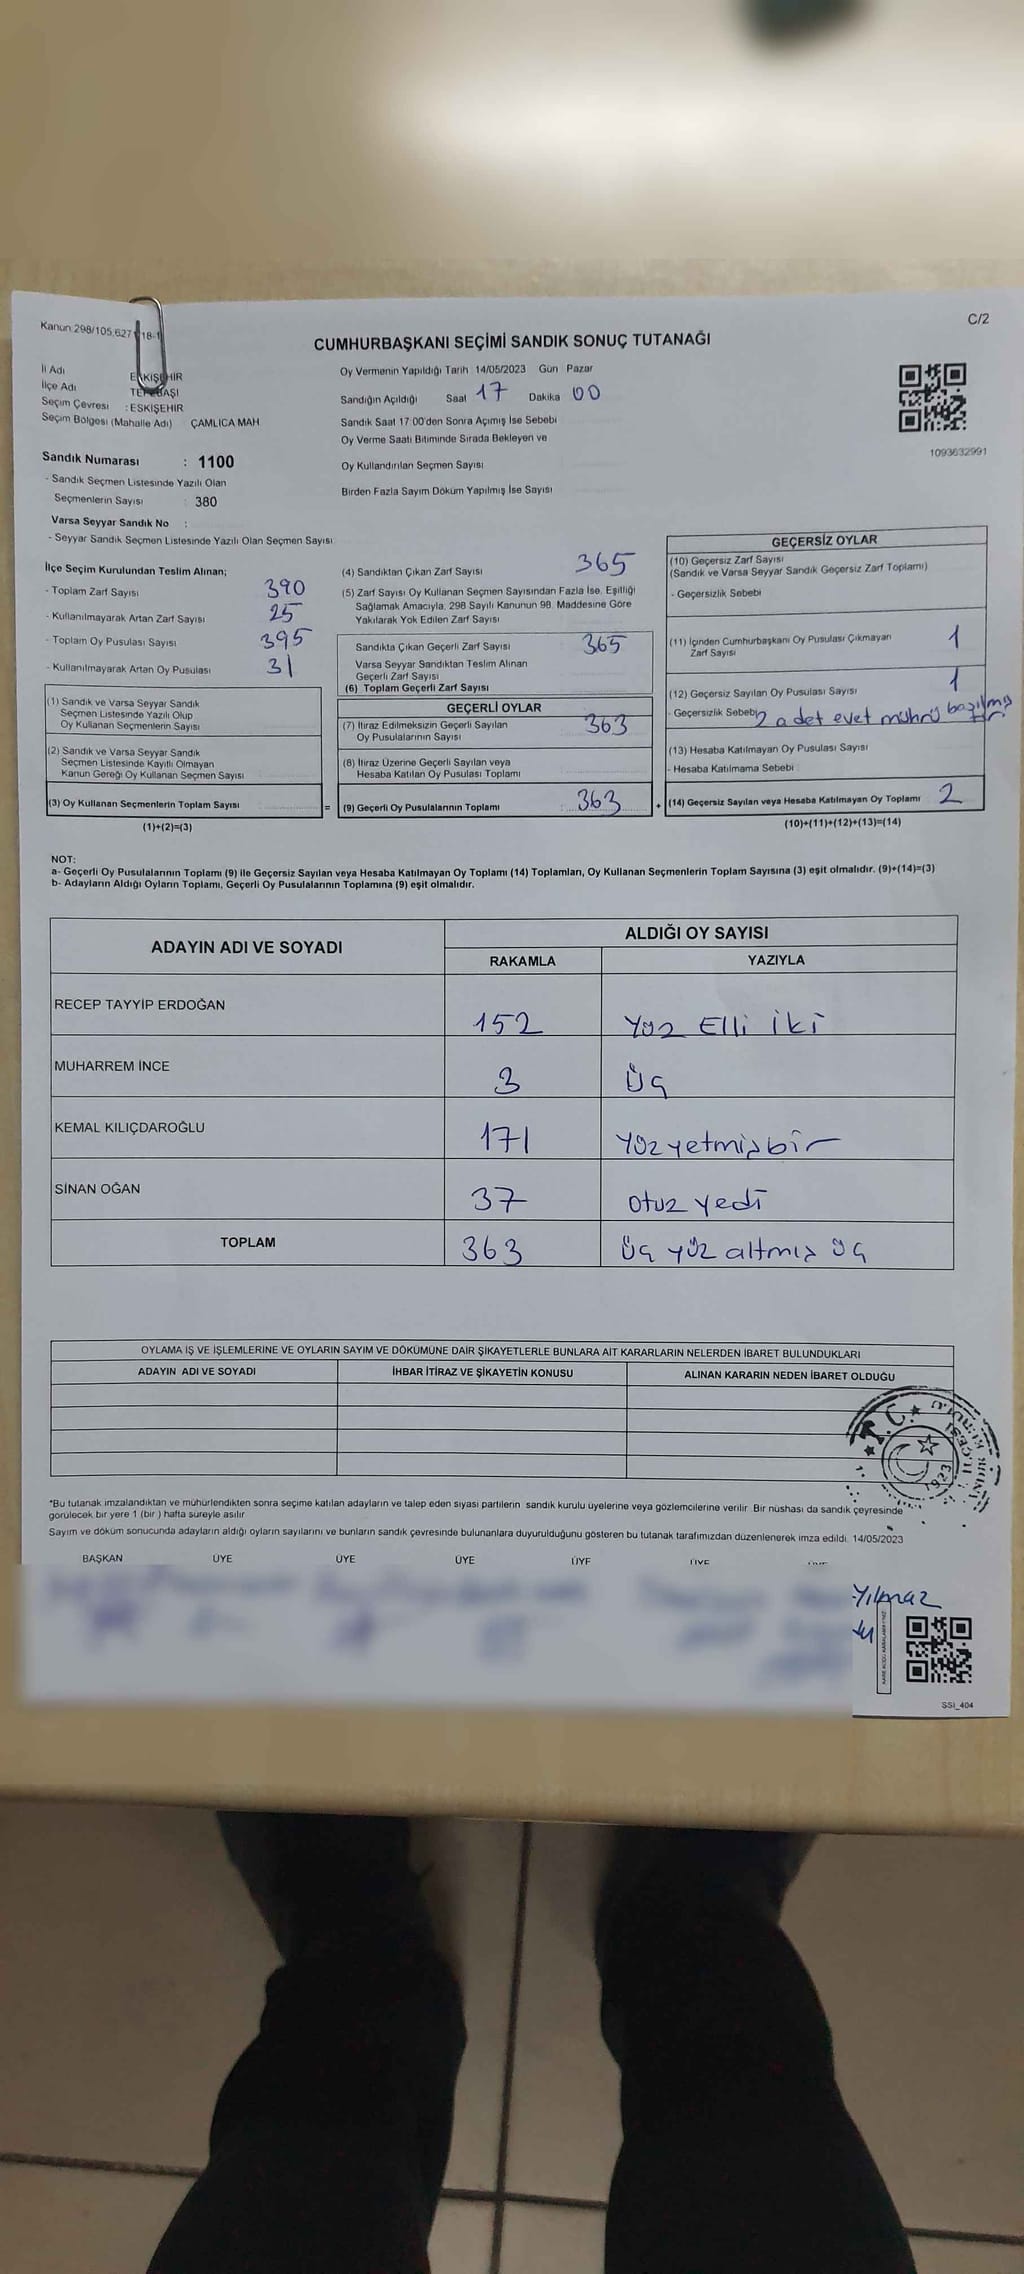 Kanun 298/105,627 18-1
C/2
CUMHURBAŞKANI SEÇİMİ SANDIK SONUÇ TUTANAĞI
İl Adı ESKİŞEHİR
İlçe Adı TEPEBAŞI
Seçim Çevresi : ESKİŞEHİR
Seçim Bölgesi (Mahalle Adı) ÇAMLICA MAH
Sandık Numarası : 1100
- Sandık Seçmen Listesinde Yazılı Olan
Seçmenlerin Sayısı 380
Varsa Seyyar Sandık No :
- Seyyar Sandık Seçmen Listesinde Yazılı Olan Seçmen Sayısı
Oy Vermenin Yapıldığı Tarih 14/05/2023 Gün Pazar
Sandığın Açıldığı Saat 17 Dakika 00
Sandık Saat 17 00'den Sonra Açımış İse Sebebi
Oy Verme Saati Bitiminde Sırada Bekleyen ve
Oy Kullandırılan Seçmen Sayısı
Birden Fazla Sayım Döküm Yapılmış İse Sayısı
1093632991
İlçe Seçim Kurulundan Teslim Alınan;
- Toplam Zarf Sayısı 390
- Kullanılmayarak Artan Zarf Sayısı 25
- Toplam Oy Pusulası Sayısı 395
- Kullanılmayarak Artan Oy Pusulası 31
(1) Sandık ve Varsa Seyyar Sandık
Seçmen Listesinde Yazılı Olup
Oy Kullanan Seçmenlerin Sayısı
(2) Sandık ve Varsa Seyyar Sandık
Seçmen Listesinde Kayıtlı Olmayan
Kanun Gereği Oy Kullanan Seçmen Sayısı
(3) Oy Kullanan Seçmenlerin Toplam Sayısı =
(1)+(2)=(3)
(4) Sandıktan Çıkan Zarf Sayısı 365
(5) Zarf Sayısı Oy Kullanan Seçmen Sayısından Fazla İse, Eşitliği
Sağlamak Amacıyla, 298 Sayılı Kanunun 98. Maddesine Göre
Yakılarak Yok Edilen Zarf Sayısı
Sandıkta Çıkan Geçerli Zarf Sayısı 365
Varsa Seyyar Sandıktan Teslim Alınan
Geçerli Zarf Sayısı
(6) Toplam Geçerli Zarf Sayısı
GEÇERLİ OYLAR
(7) İtiraz Edilmeksizin Geçerli Sayılan
Oy Pusulalarının Sayısı 363
(8) İtiraz Üzerine Geçerli Sayılan veya
Hesaba Katılan Oy Pusulası Toplamı
(9) Geçerli Oy Pusulalarının Toplamı 363 +
GEÇERSİZ OYLAR
(10) Geçersiz Zarf Sayısı
(Sandık ve Varsa Seyyar Sandık Geçersiz Zarf Toplamı)
- Geçersizlik Sebebi
(11) İçinden Cumhurbaşkanı Oy Pusulası Çıkmayan
Zarf Sayısı 1
(12) Geçersiz Sayılan Oy Pusulası Sayısı 1
- Geçersizlik Sebebi 2 adet evet mührü
(13) Hesaba Katılmayan Oy Pusulası Sayısı
- Hesaba Katılmama Sebebi
(14) Geçersiz Sayılan veya Hesaba Katılmayan Oy Toplamı 2
(10)+(11)+(12)+(13)=(14)
NOT:
a- Geçerli Oy Pusulalarının Toplamı (9) ile Geçersiz Sayılan veya Hesaba Katılmayan Oy Toplamı (14) Toplamları, Oy Kullanan Seçmenlerin Toplam Sayısına (3) eşit olmalıdır. (9)+(14)=(3)
b- Adayların Aldığı Oyların Toplamı, Geçerli Oy Pusulalarının Toplamına (9) eşit olmalıdır.
ADAYIN ADI VE SOYADI
ALDIĞI OY SAYISI
RAKAMLA YAZIYLA
RECEP TAYYİP ERDOĞAN 152 Yüz Elli İki
MUHARREM İNCE 3 Üç
KEMAL KILIÇDAROĞLU 171 Yüz yetmiş bir
SİNAN OĞAN 37 Otuz yedi
TOPLAM 363 Üç yüz altmış üç
OYLAMA İŞ VE İŞLEMLERİNE VE OYLARIN SAYIM VE DÖKÜMÜNE DAİR ŞİKAYETLERLE BUNLARA AİT KARARLARIN NELERDEN İBARET BULUNDUKLARI
ADAYIN ADI VE SOYADI İHBAR İTİRAZ VE ŞİKAYETİN KONUSU ALINAN KARARIN NEDEN İBARET OLDUĞU
T.C.
1923
*Bu tutanak imzalandıktan ve mühürlendikten sonra seçime katılan adayların ve talep eden siyasi partilerin sandık kurulu üyelerine veya gözlemcilerine verilir. Bir nüshası da sandık çevresinde
görülecek bir yere 1 (bir ) hafta süreyle asılır
Sayım ve döküm sonucunda adayların aldığı oyların sayılarını ve bunların sandık çevresinde bulunanlara duyurulduğunu gösteren bu tutanak tarafımızdan düzenlenerek imza edildi. 14/05/2023
BAŞKAN ÜYE ÜYE ÜYE ÜYE ÜYE
Yılmaz
SSI_404